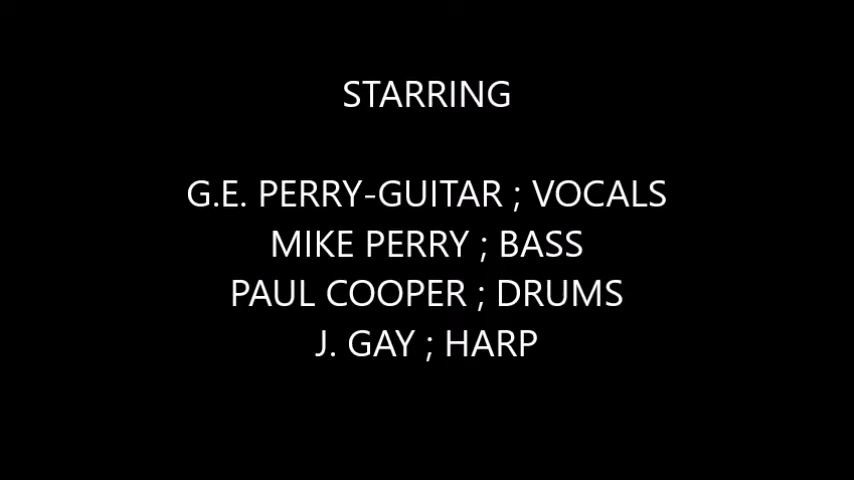 STARRING
G.E. PERRY-GUITAR ; VOCALS
MIKE PERRY ; BASS
PAUL COOPER ; DRUMS
J. GAY ; HARP